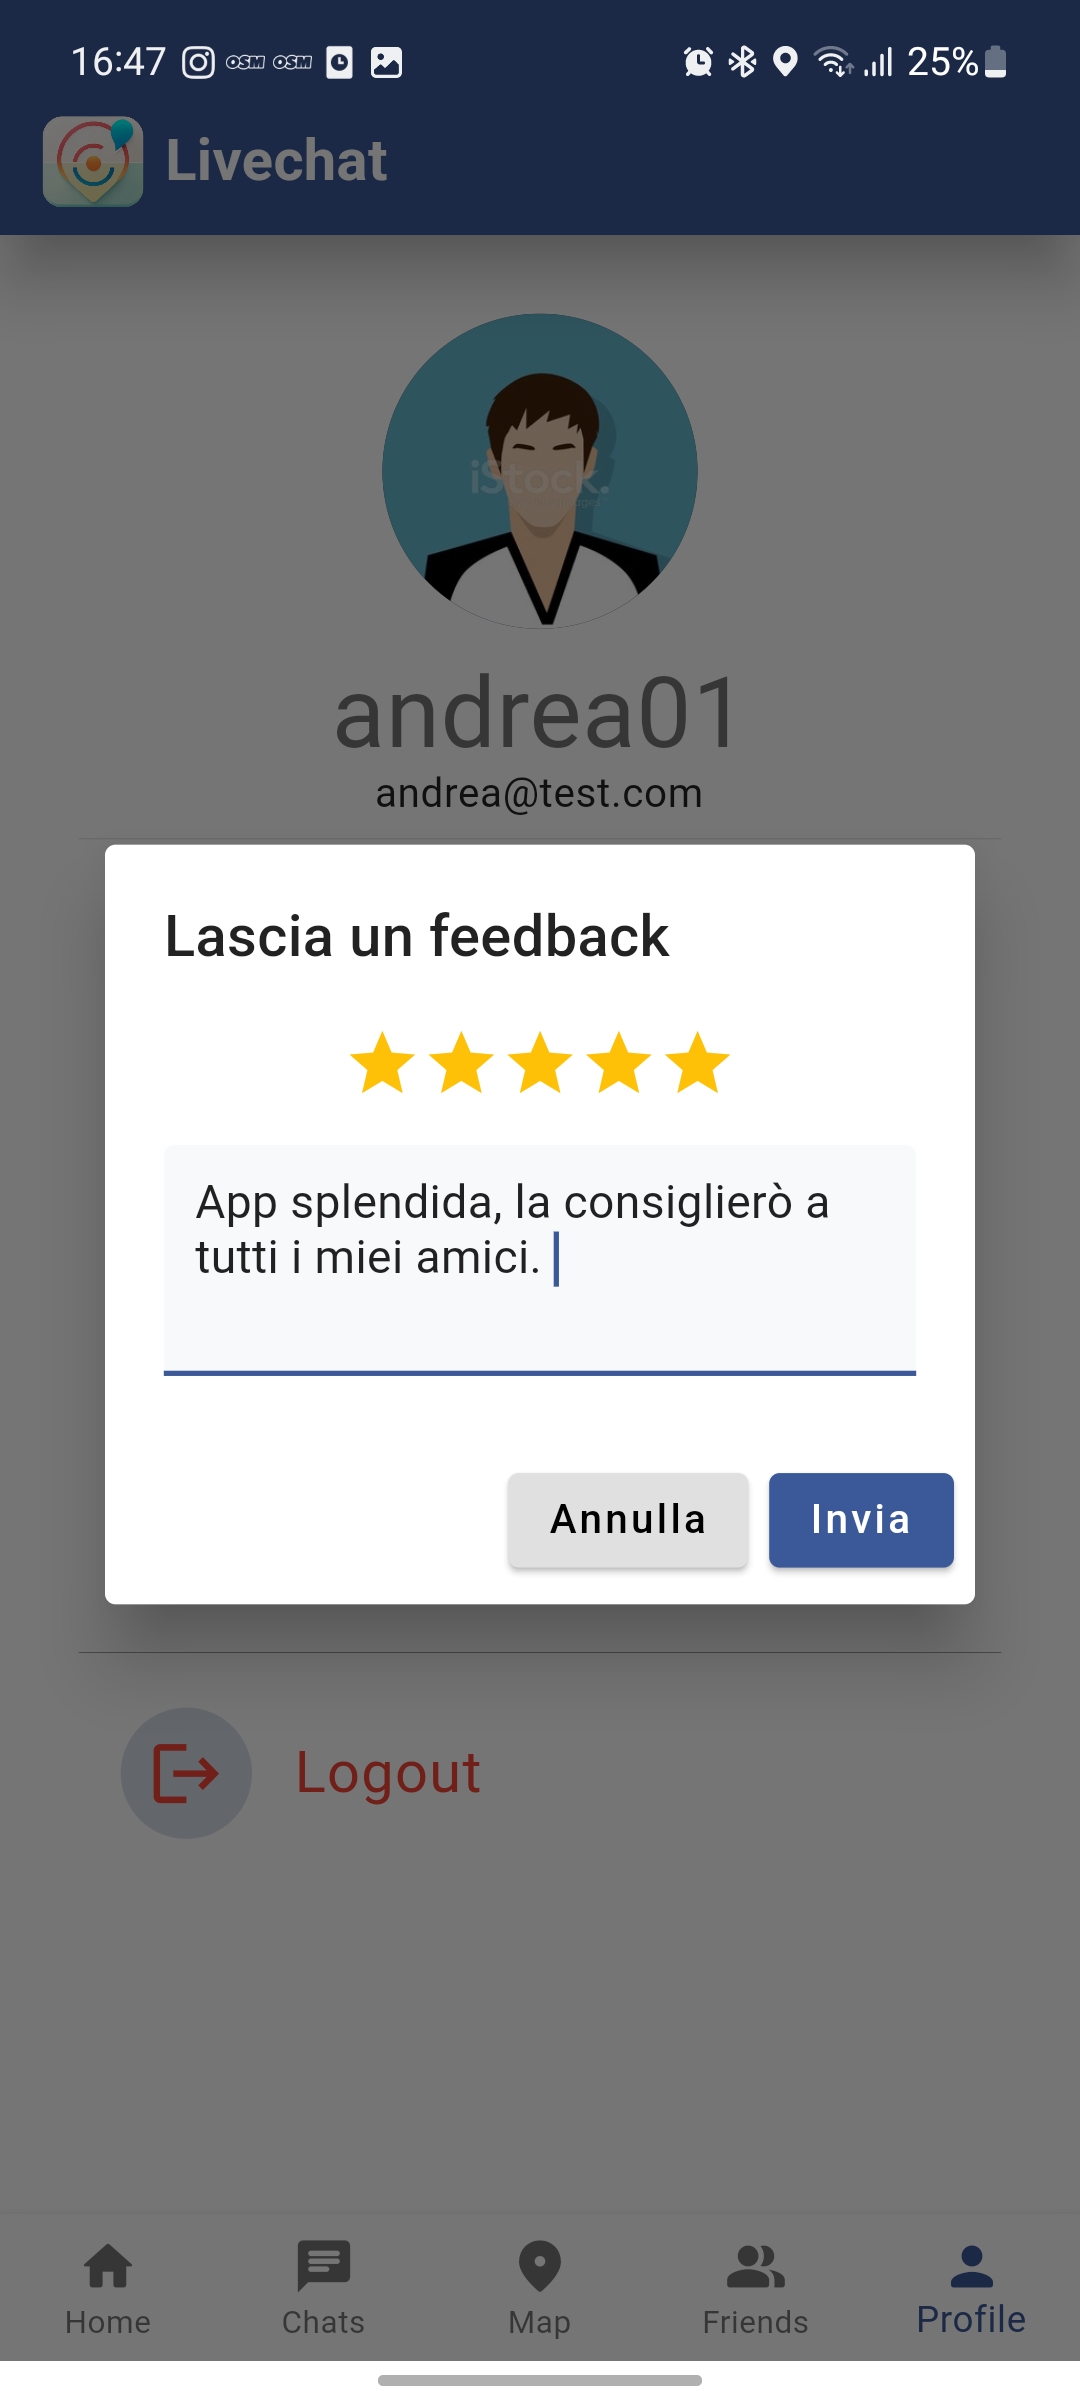 16:47 OSM OSM 25%
Livechat
iStock.
andrea01
andrea@test.com
Lascia un feedback
App splendida, la consiglierò a
tutti i miei amici.
Annulla Invia
Logout
Home Chats Map Friends Profile